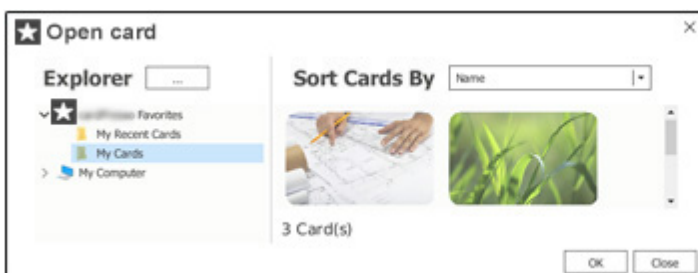 Open card
Explorer ...
Sort Cards By Name
Favorites
My Recent Cards
My Cards
My Computer
3 Card(s)
OK Close